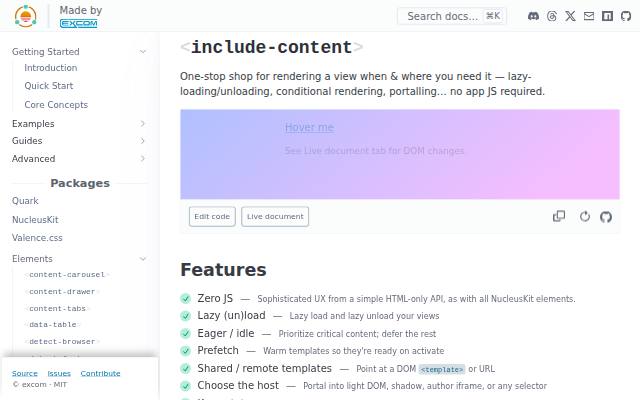 Made by
EXCOM
Search docs... ⌘K
Getting Started
Introduction
Quick Start
Core Concepts
Examples
Guides
Advanced
Packages
Quark
NucleusKit
Valence.css
Elements
<content-carousel>
<content-drawer>
<content-tabs>
<data-table>
<detect-browser>
Source Issues Contribute
© excom · MIT
<include-content>
One-stop shop for rendering a view when & where you need it — lazy-
loading/unloading, conditional rendering, portalling... no app JS required.
Hover me
See Live document tab for DOM changes.
Edit code Live document
Features
Zero JS — Sophisticated UX from a simple HTML-only API, as with all NucleusKit elements.
Lazy (un)load — Lazy load and lazy unload your views
Eager / idle — Prioritize critical content; defer the rest
Prefetch — Warm templates so they're ready on activate
Shared / remote templates — Point at a DOM <template> or URL
Choose the host — Portal into light DOM, shadow, author iframe, or any selector